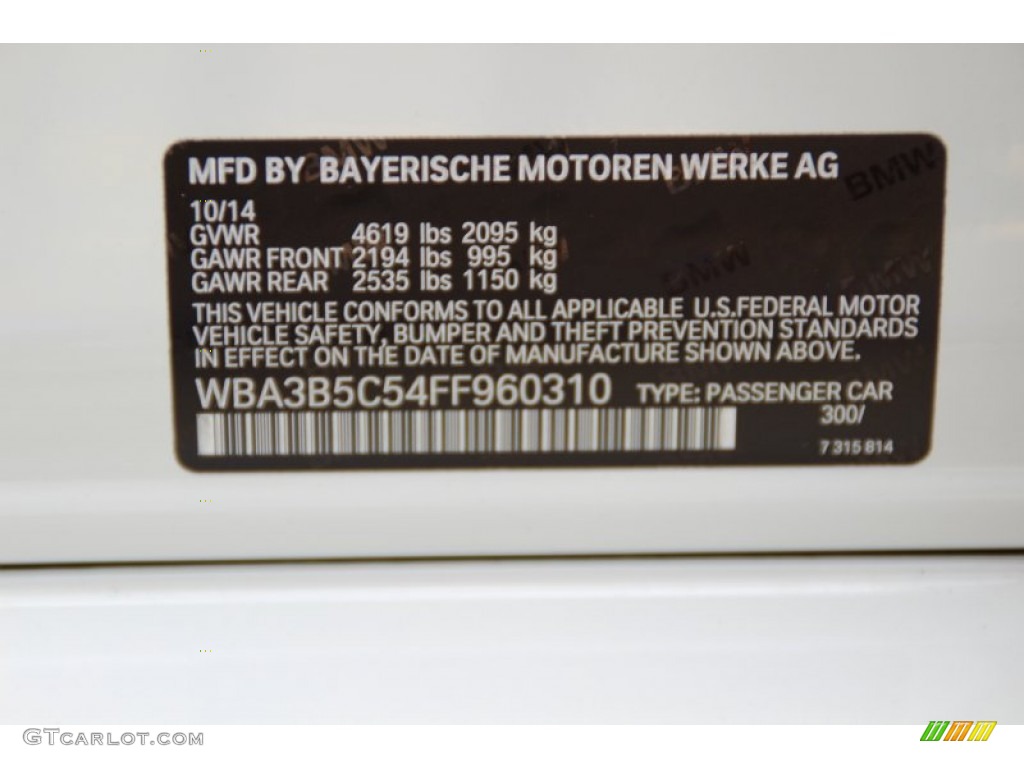 MFD BY BAYERISCHE MOTOREN WERKE AG
10/14
GVWR 4619 lbs 2095 kg
GAWR FRONT 2194 lbs 995 kg
GAWR REAR 2535 lbs 1150 kg
THIS VEHICLE CONFORMS TO ALL APPLICABLE U.S.FEDERAL MOTOR
VEHICLE SAFETY, BUMPER AND THEFT PREVENTION STANDARDS
IN EFFECT ON THE DATE OF MANUFACTURE SHOWN ABOVE.
WBA3B5C54FF960310 TYPE: PASSENGER CAR
300/
7 315 814
BMW
BMW
GTCARLOT.COM